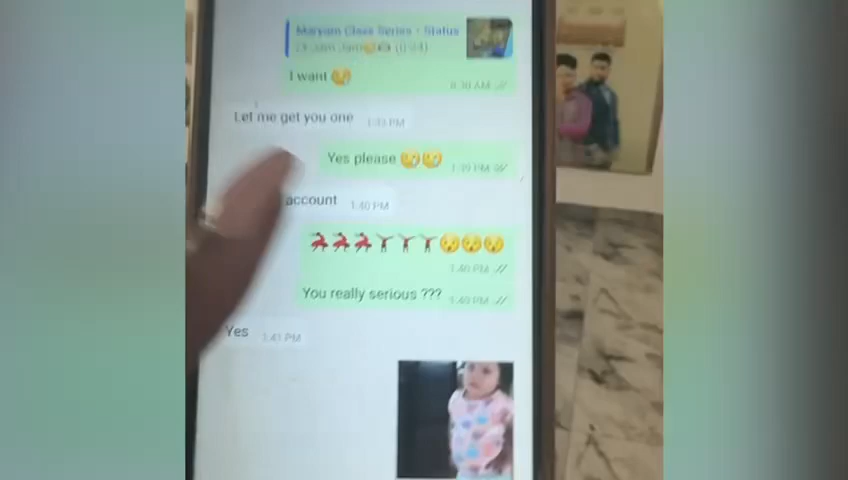 Maryam Class Series · Status
I want 😢
8:30 AM
Let me get you one
1:33 PM
Yes please 😢😢
1:39 PM
account
1:40 PM
💃💃💃🤸🤸🤸😮😮😮
1:40 PM
You really serious ???
1:40 PM
Yes
1:41 PM